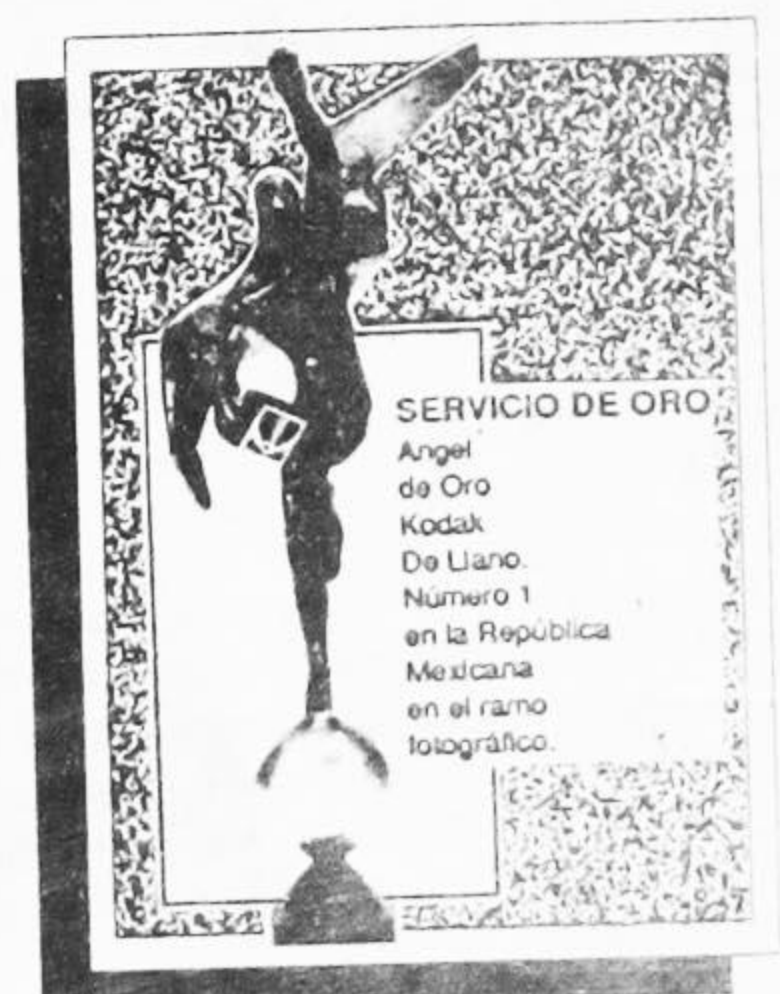 SERVICIO DE ORO
Angel
de Oro
Kodak
De Llano.
Número 1
en la República
Mexicana
en el ramo
fotográfico.